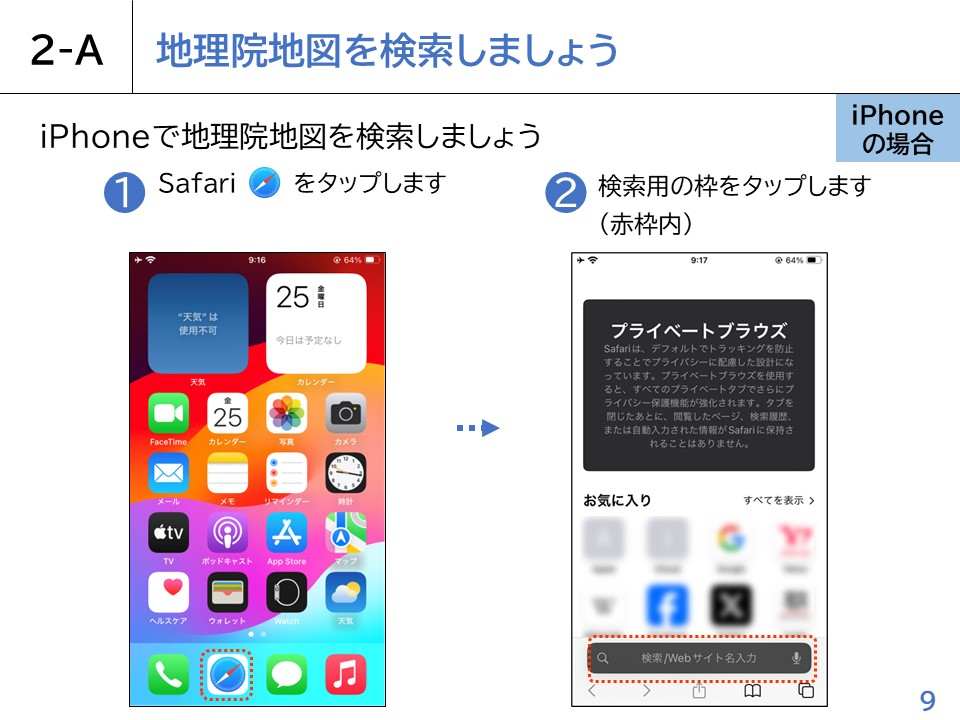 2-A
地理院地図を検索しましょう
iPhoneで地理院地図を検索しましょう
iPhone
の場合
1
Safari をタップします
2
検索用の枠をタップします
（赤枠内）
9:16
64%
"天気" は
使用不可
天気
25 金曜日
今日は予定なし
カレンダー
金
25
FaceTime
カレンダー
写真
カメラ
メール
メモ
リマインダー
時計
tv
TV
ポッドキャスト
App Store
マップ
ヘルスケア
ウォレット
Watch
天気
9:17
64%
プライベートブラウズ
Safariは、デフォルトでトラッキングを防止
することでプライバシーに配慮した設計にな
っています。プライベートブラウズを使用す
ると、すべてのプライベートタブでさらにプ
ライバシー保護機能が強化されます。タブを
閉じたあとに、閲覧したページ、検索履歴、
または自動入力された情報がSafariに保持さ
れることはありません。
お気に入り
すべてを表示
検索/Webサイト名入力
9